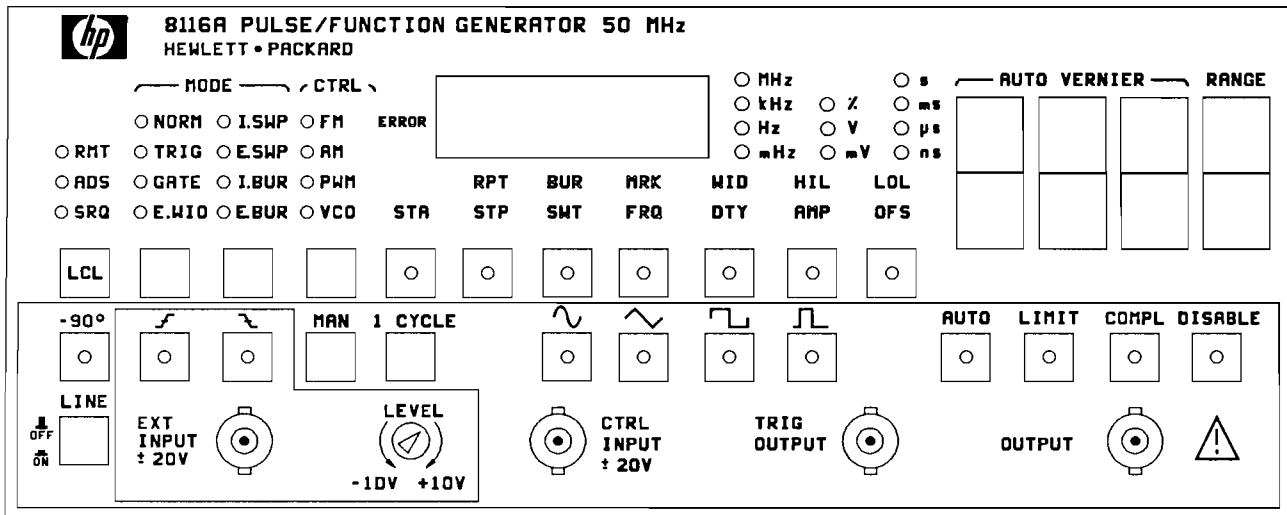 hp
8116A PULSE/FUNCTION GENERATOR 50 MHz
HEWLETT • PACKARD
MODE CTRL
NORM I.SWP FM
TRIG E.SWP AM
GATE I.BUR PWM
E.WID E.BUR VCO
RMT
ADS
SRQ
ERROR
MHz
kHz
Hz
mHz
%
V
mV
s
ms
µs
ns
AUTO VERNIER RANGE
RPT BUR MRK WID HIL LOL
STA STP SWT FRQ DTY AMP OFS
LCL
-90° MAN 1 CYCLE
AUTO LIMIT COMPL DISABLE
LINE
OFF
ON
EXT
INPUT
± 20V
LEVEL
-10V +10V
CTRL
INPUT
± 20V
TRIG
OUTPUT
OUTPUT